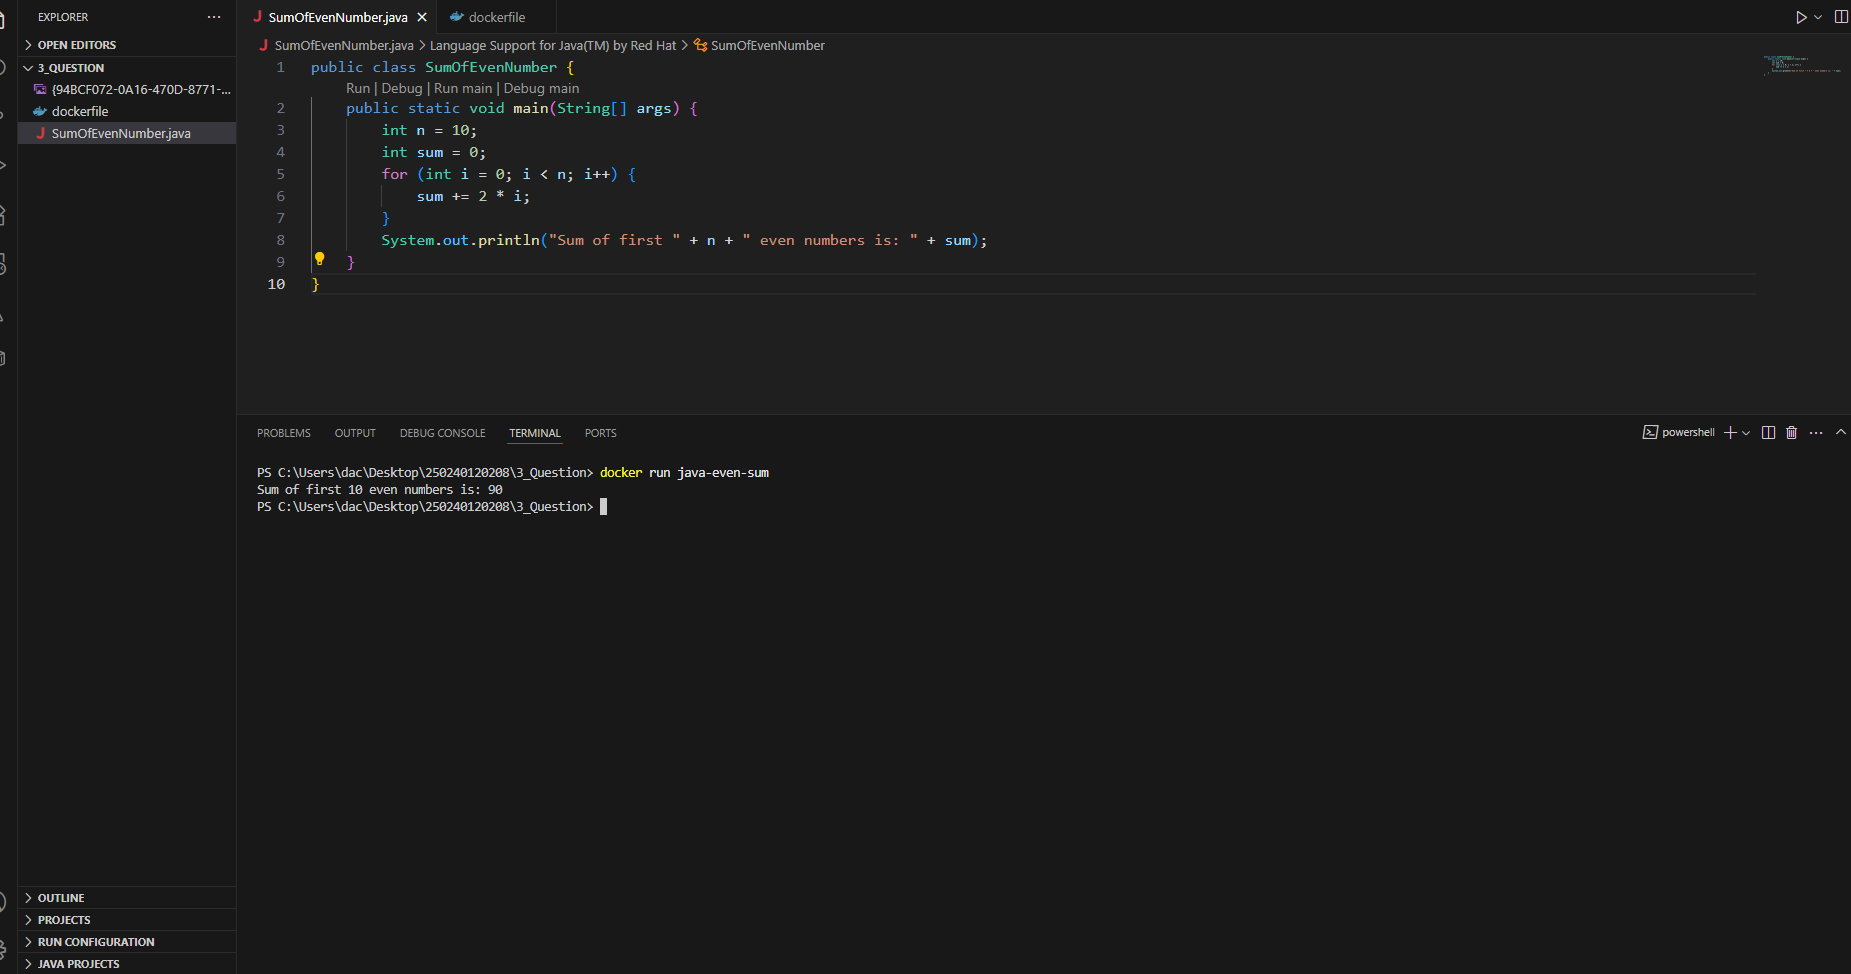 EXPLORER
OPEN EDITORS
3_QUESTION
{94BCF072-0A16-470D-8771-...
dockerfile
SumOfEvenNumber.java
OUTLINE
PROJECTS
RUN CONFIGURATION
JAVA PROJECTS
SumOfEvenNumber.java dockerfile
SumOfEvenNumber.java > Language Support for Java(TM) by Red Hat > SumOfEvenNumber
1 public class SumOfEvenNumber {
Run | Debug | Run main | Debug main
2 public static void main(String[] args) {
3 int n = 10;
4 int sum = 0;
5 for (int i = 0; i < n; i++) {
6 sum += 2 * i;
7 }
8 System.out.println("Sum of first " + n + " even numbers is: " + sum);
9 }
10 }
PROBLEMS OUTPUT DEBUG CONSOLE TERMINAL PORTS powershell
PS C:\Users\dac\Desktop\250240120208\3_Question> docker run java-even-sum
Sum of first 10 even numbers is: 90
PS C:\Users\dac\Desktop\250240120208\3_Question>